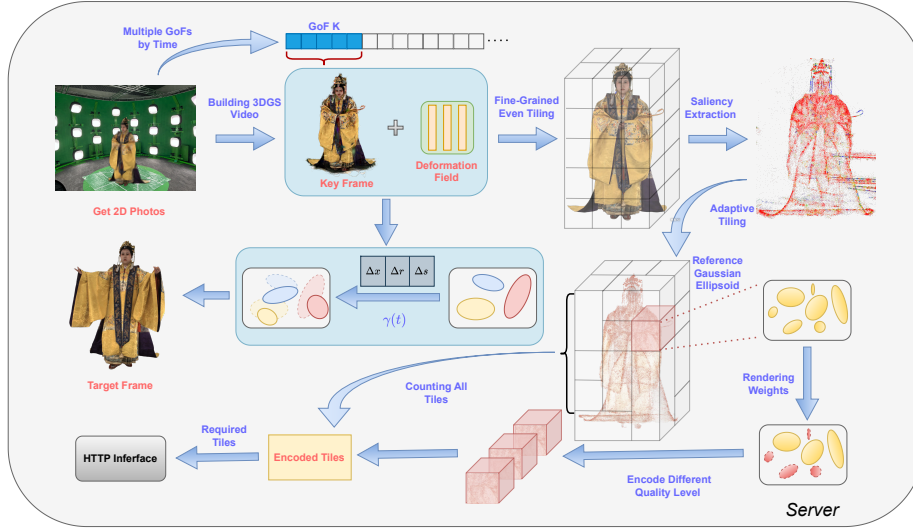 Multiple GoFs
by Time
GoF K
Building 3DGS
Video
Fine-Grained
Even Tiling
Saliency
Extraction
Get 2D Photos
Key Frame
Deformation
Field
Adaptive
Tiling
Δx Δr Δs
γ(t)
Reference
Gaussian
Ellipsoid
Target Frame
Counting All
Tiles
Rendering
Weights
Required
Tiles
HTTP Inferface
Encoded Tiles
Encode Different
Quality Level
Server